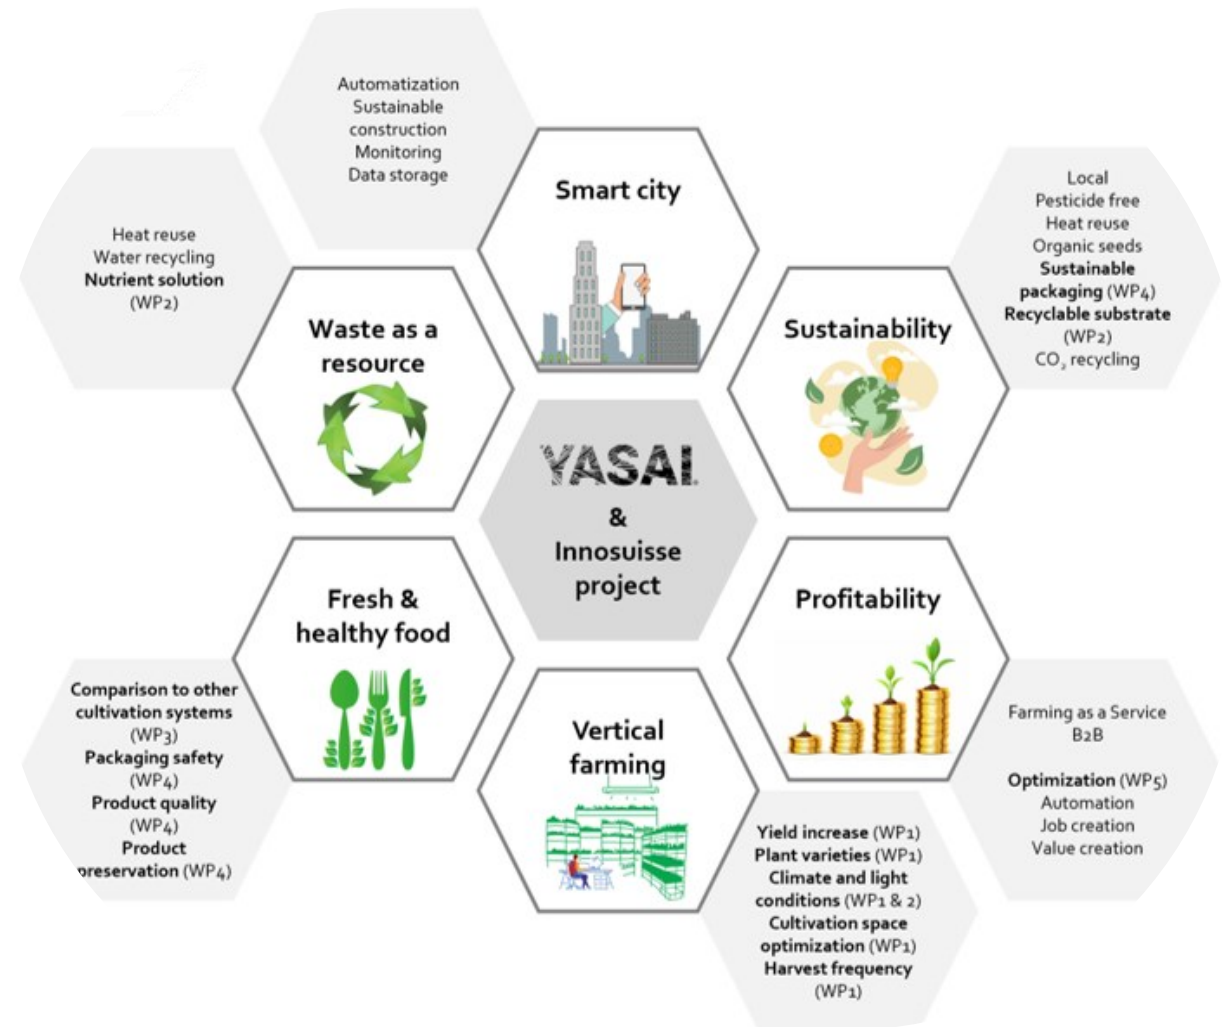 Automatization
Sustainable
construction
Monitoring
Data storage
Smart city
Local
Pesticide free
Heat reuse
Organic seeds
Sustainable
packaging (WP4)
Recyclable substrate
(WP2)
CO₂ recycling
Heat reuse
Water recycling
Nutrient solution
(WP2)
Waste as a
resource
Sustainability
YASAI
&
Innosuisse
project
Fresh &
healthy food
Profitability
Comparison to other
cultivation systems
(WP3)
Packaging safety
(WP4)
Product quality
(WP4)
Product
preservation (WP4)
Vertical
farming
Farming as a Service
B2B
Optimization (WP5)
Automation
Job creation
Value creation
Yield increase (WP1)
Plant varieties (WP1)
Climate and light
conditions (WP1 & 2)
Cultivation space
optimization (WP1)
Harvest frequency
(WP1)